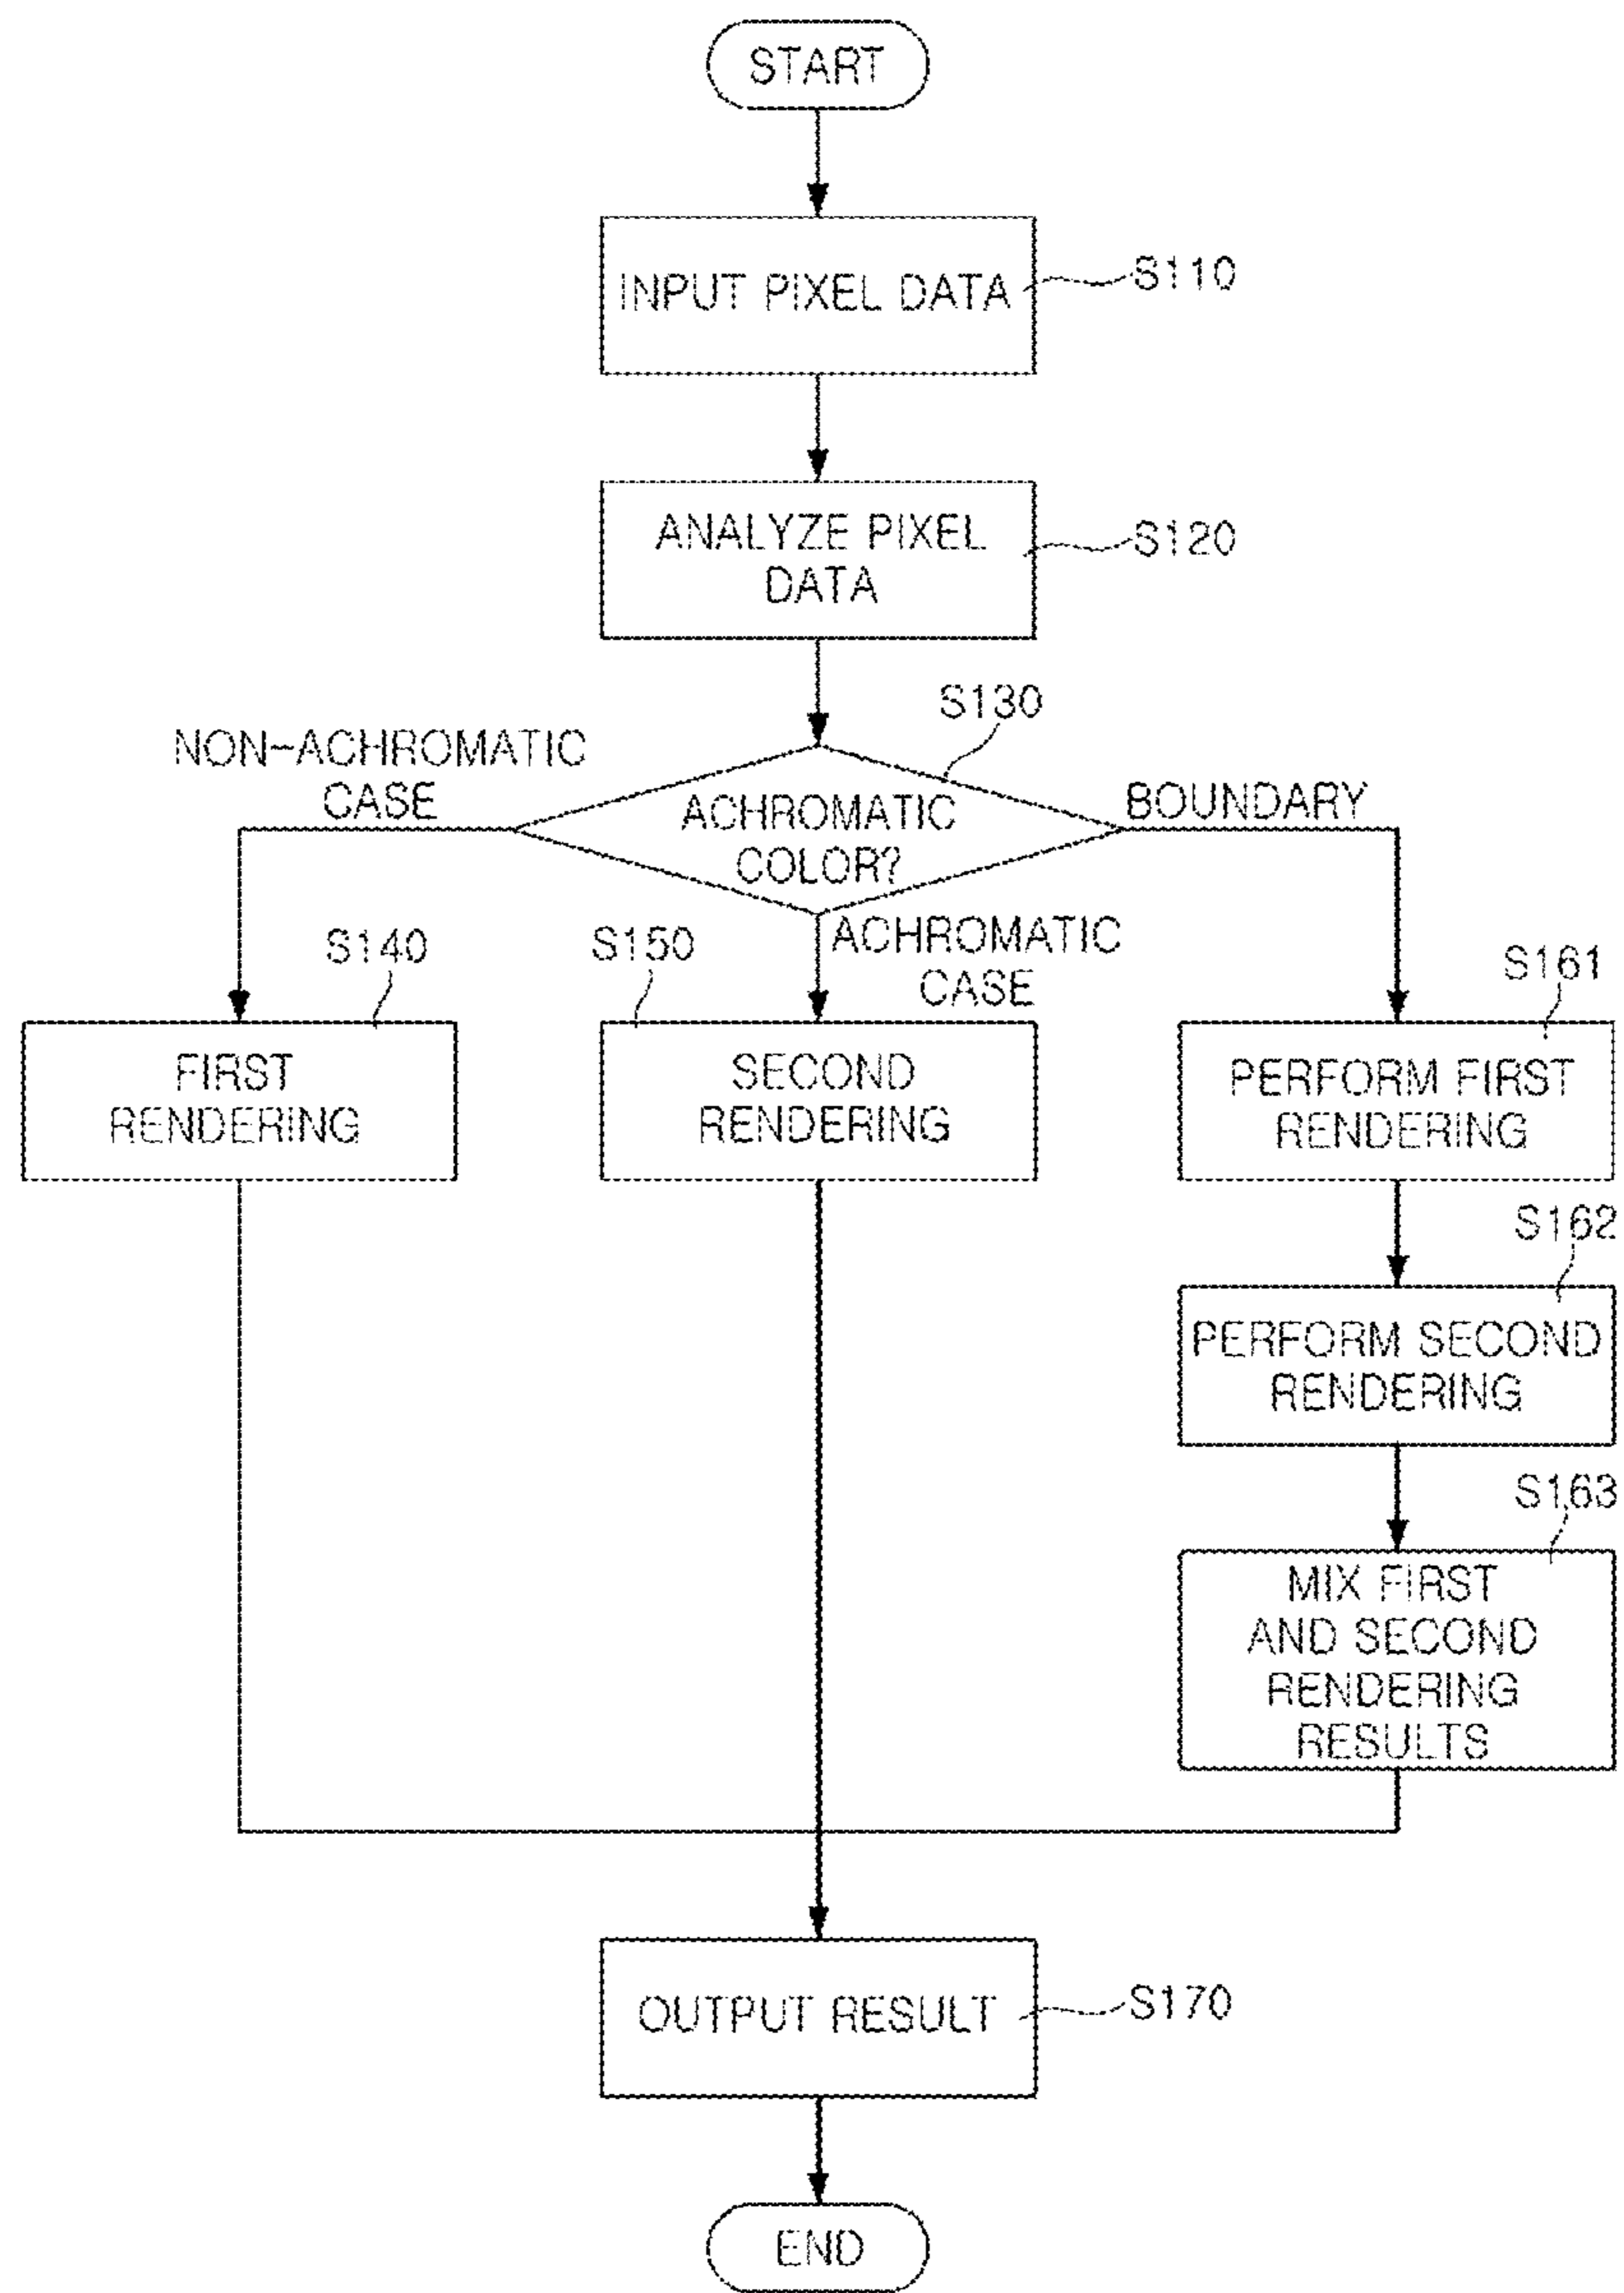 START
INPUT PIXEL DATA
S110
ANALYZE PIXEL
DATA
S120
S130
NON-ACHROMATIC
CASE
ACHROMATIC
COLOR?
BOUNDARY
ACHROMATIC
CASE
S140
FIRST
RENDERING
S150
SECOND
RENDERING
S161
PERFORM FIRST
RENDERING
S162
PERFORM SECOND
RENDERING
S163
MIX FIRST
AND SECOND
RENDERING
RESULTS
OUTPUT RESULT
S170
END